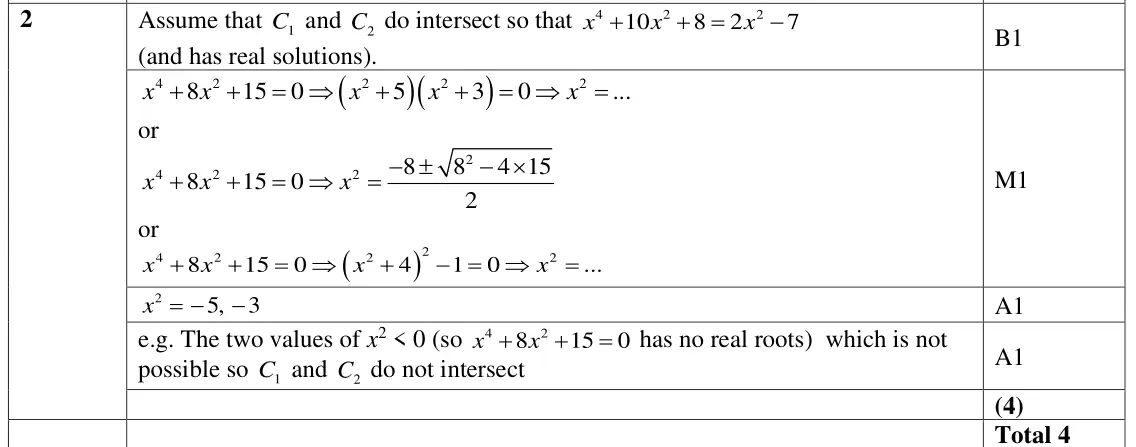 2 Assume that C₁ and C₂ do intersect so that x⁴ + 10x² + 8 = 2x² − 7
(and has real solutions). B1
x⁴ + 8x² + 15 = 0 ⇒ (x² + 5)(x² + 3) = 0 ⇒ x² = ...
or
x⁴ + 8x² + 15 = 0 ⇒ x² = (−8 ± √(8² − 4×15))/2 M1
or
x⁴ + 8x² + 15 = 0 ⇒ (x² + 4)² − 1 = 0 ⇒ x² = ...
x² = −5, −3 A1
e.g. The two values of x² < 0 (so x⁴ + 8x² + 15 = 0 has no real roots) which is not
possible so C₁ and C₂ do not intersect A1
(4)
Total 4